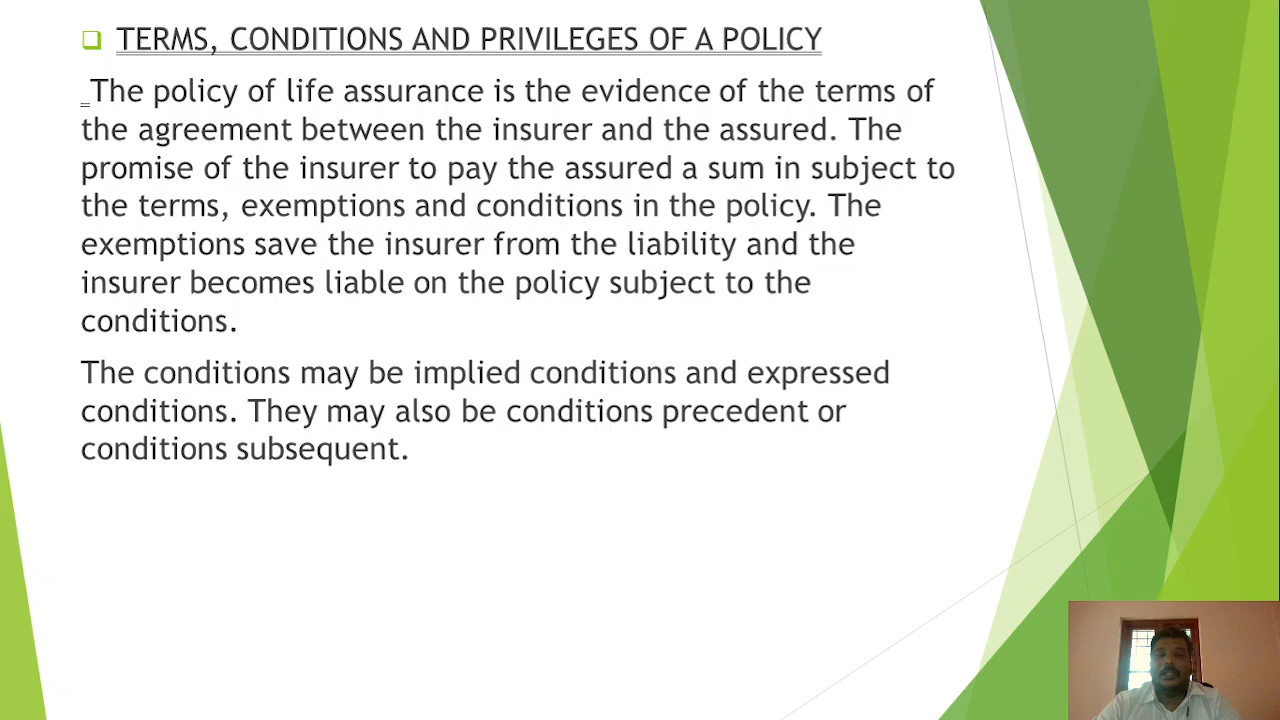 TERMS, CONDITIONS AND PRIVILEGES OF A POLICY
The policy of life assurance is the evidence of the terms of
the agreement between the insurer and the assured. The
promise of the insurer to pay the assured a sum in subject to
the terms, exemptions and conditions in the policy. The
exemptions save the insurer from the liability and the
insurer becomes liable on the policy subject to the
conditions.
The conditions may be implied conditions and expressed
conditions. They may also be conditions precedent or
conditions subsequent.